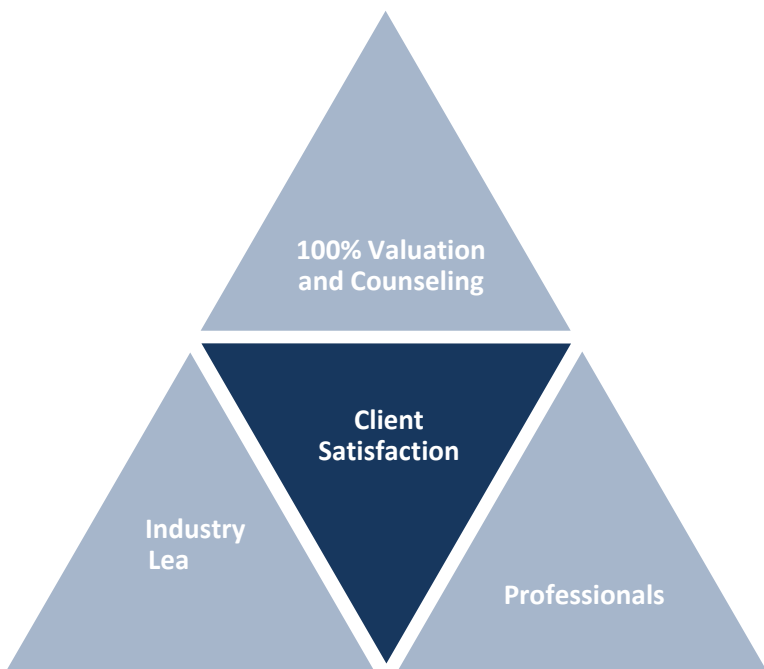 100% Valuation
and Counseling
Client
Satisfaction
Industry
Lea
Professionals